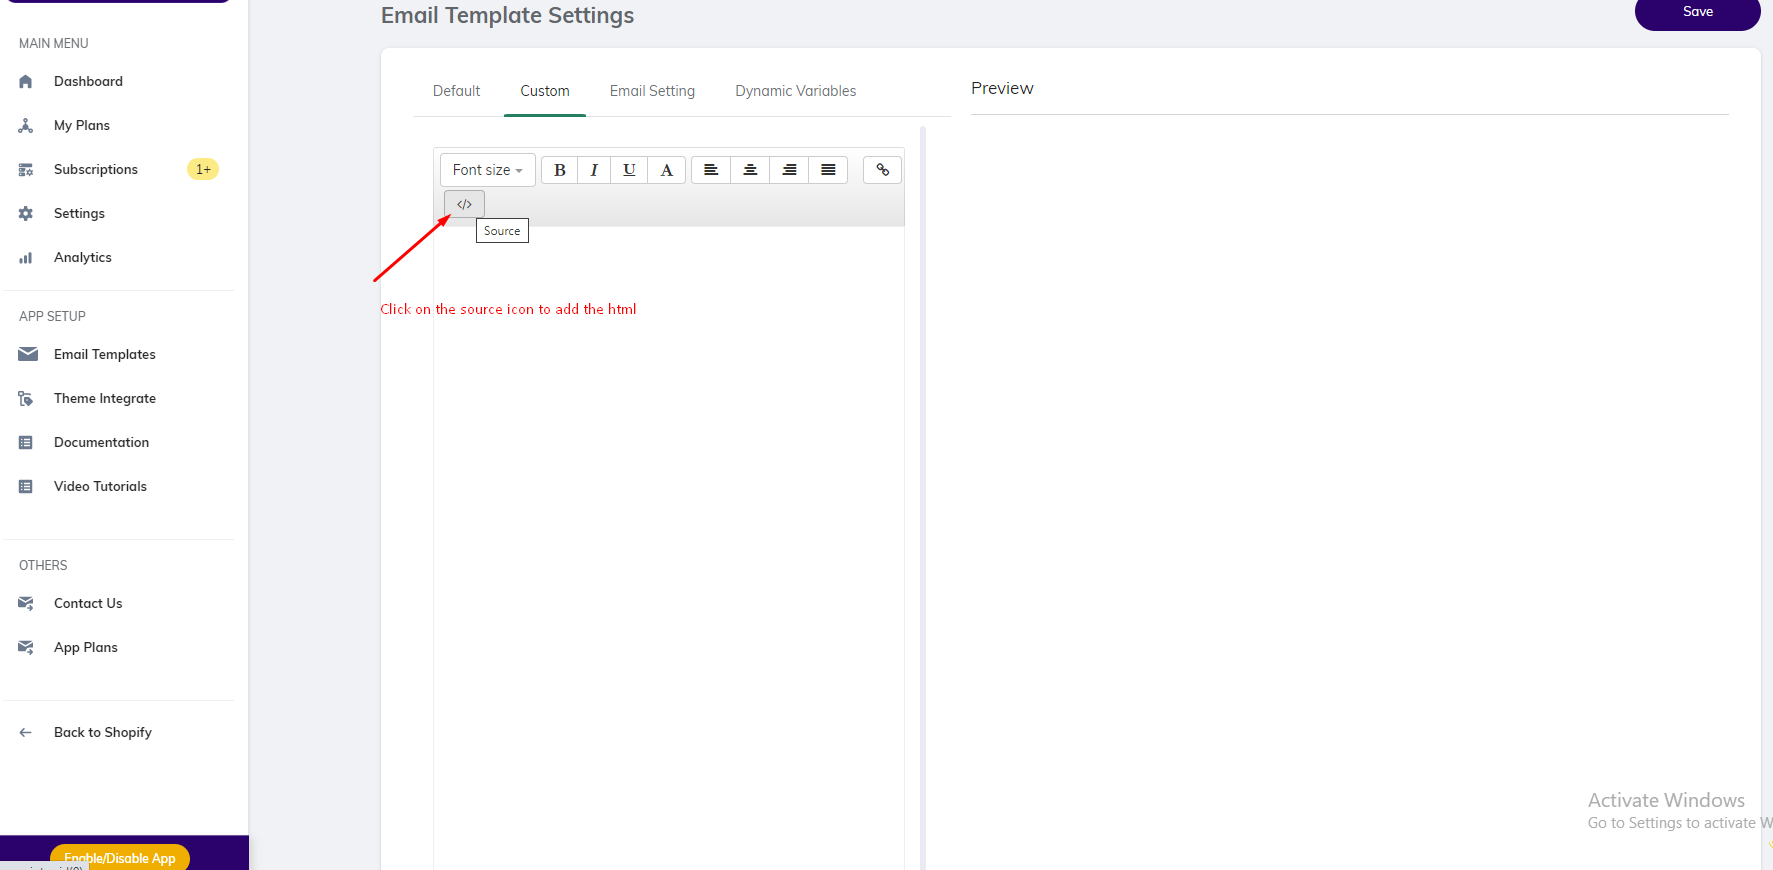 Email Template Settings
Save
MAIN MENU
Dashboard
My Plans
Subscriptions
1+
Settings
Analytics
APP SETUP
Email Templates
Theme Integrate
Documentation
Video Tutorials
OTHERS
Contact Us
App Plans
Back to Shopify
Enable/Disable App
Default
Custom
Email Setting
Dynamic Variables
Font size
B
I
U
A
</>
Source
Click on the source icon to add the html
Preview
Activate Windows
Go to Settings to activate W